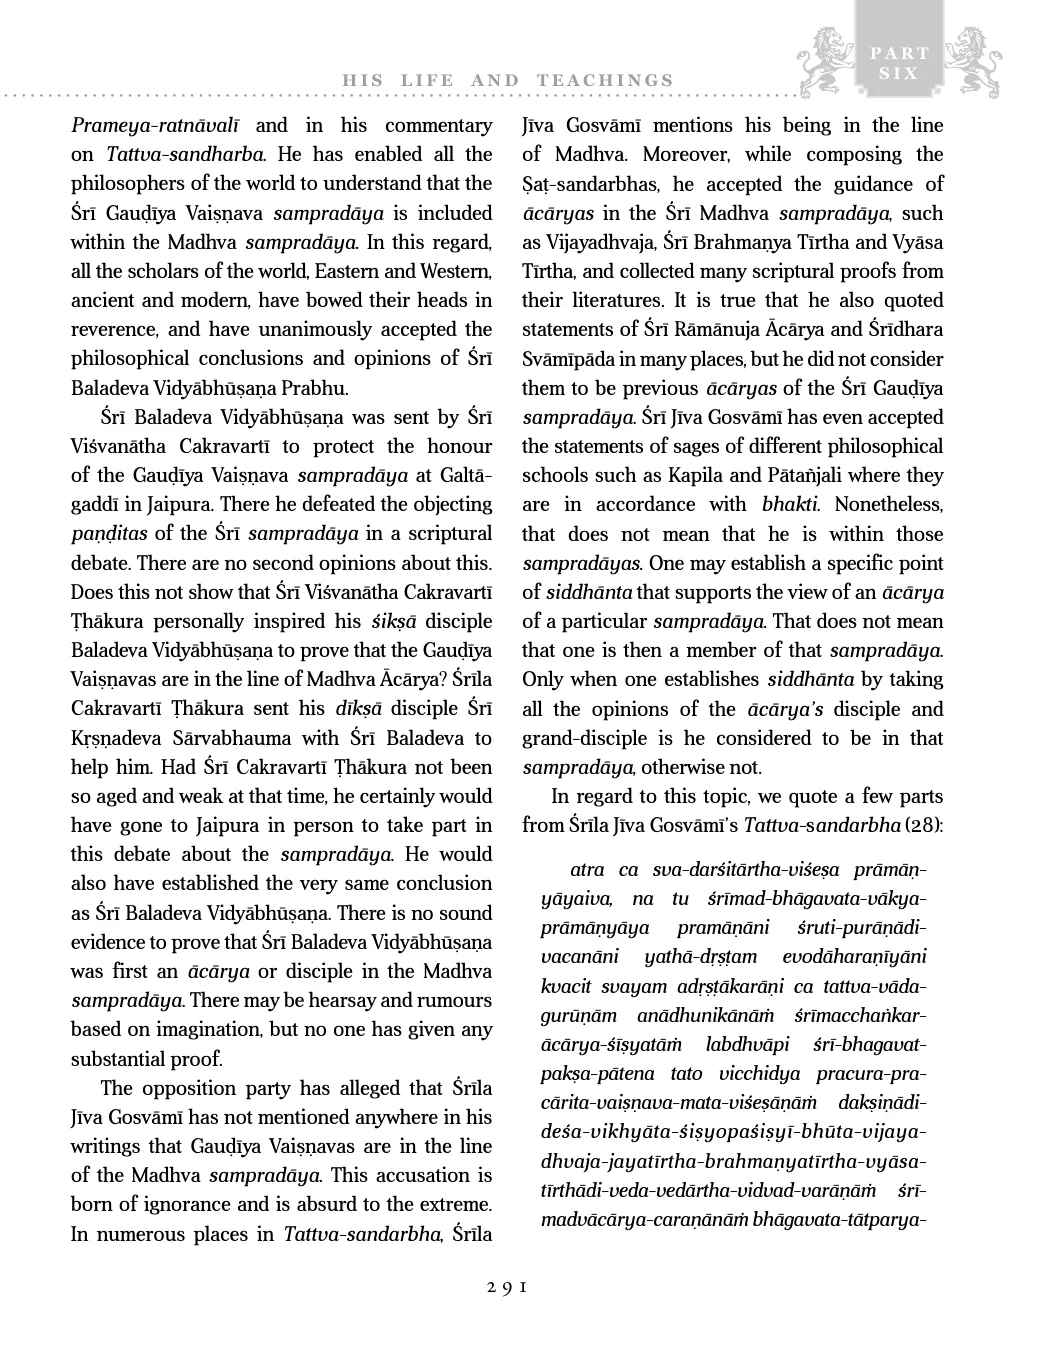 PART
SIX
HIS LIFE AND TEACHINGS
Prameya-ratnāvalī and in his commentary
on Tattva-sandharba. He has enabled all the
philosophers of the world to understand that the
Śrī Gauḍīya Vaiṣṇava sampradāya is included
within the Madhva sampradāya. In this regard,
all the scholars of the world, Eastern and Western,
ancient and modern, have bowed their heads in
reverence, and have unanimously accepted the
philosophical conclusions and opinions of Śrī
Baladeva Vidyābhūṣaṇa Prabhu.
Śrī Baladeva Vidyābhūṣaṇa was sent by Śrī
Viśvanātha Cakravartī to protect the honour
of the Gauḍīya Vaiṣṇava sampradāya at Galtā-
gaddī in Jaipura. There he defeated the objecting
paṇḍitas of the Śrī sampradāya in a scriptural
debate. There are no second opinions about this.
Does this not show that Śrī Viśvanātha Cakravartī
Ṭhākura personally inspired his śikṣā disciple
Baladeva Vidyābhūṣaṇa to prove that the Gauḍīya
Vaiṣṇavas are in the line of Madhva Ācārya? Śrīla
Cakravartī Ṭhākura sent his dīkṣā disciple Śrī
Kṛṣṇadeva Sārvabhauma with Śrī Baladeva to
help him. Had Śrī Cakravartī Ṭhākura not been
so aged and weak at that time, he certainly would
have gone to Jaipura in person to take part in
this debate about the sampradāya. He would
also have established the very same conclusion
as Śrī Baladeva Vidyābhūṣaṇa. There is no sound
evidence to prove that Śrī Baladeva Vidyābhūṣaṇa
was first an ācārya or disciple in the Madhva
sampradāya. There may be hearsay and rumours
based on imagination, but no one has given any
substantial proof.
The opposition party has alleged that Śrīla
Jīva Gosvāmī has not mentioned anywhere in his
writings that Gauḍīya Vaiṣṇavas are in the line
of the Madhva sampradāya. This accusation is
born of ignorance and is absurd to the extreme.
In numerous places in Tattva-sandarbha, Śrīla
Jīva Gosvāmī mentions his being in the line
of Madhva. Moreover, while composing the
Ṣaṭ-sandarbhas, he accepted the guidance of
ācāryas in the Śrī Madhva sampradāya, such
as Vijayadhvaja, Śrī Brahmaṇya Tīrtha and Vyāsa
Tīrtha, and collected many scriptural proofs from
their literatures. It is true that he also quoted
statements of Śrī Rāmānuja Ācārya and Śrīdhara
Svāmīpāda in many places, but he did not consider
them to be previous ācāryas of the Śrī Gauḍīya
sampradāya. Śrī Jīva Gosvāmī has even accepted
the statements of sages of different philosophical
schools such as Kapila and Pātañjali where they
are in accordance with bhakti. Nonetheless,
that does not mean that he is within those
sampradāyas. One may establish a specific point
of siddhānta that supports the view of an ācārya
of a particular sampradāya. That does not mean
that one is then a member of that sampradāya.
Only when one establishes siddhānta by taking
all the opinions of the ācārya's disciple and
grand-disciple is he considered to be in that
sampradāya, otherwise not.
In regard to this topic, we quote a few parts
from Śrīla Jīva Gosvāmī's Tattva-sandarbha (28):
atra ca sva-darśitārtha-viśeṣa prāmāṇ-
yāyaiva, na tu śrīmad-bhāgavata-vākya-
prāmāṇyāya pramāṇāni śruti-purāṇādi-
vacanāni yathā-dṛṣṭam evodāharaṇīyāni
kvacit svayam adṛṣṭākarāṇi ca tattva-vāda-
gurūṇām anādhunikānāṁ śrīmacchaṅkar-
ācārya-śīṣyatāṁ labdhvāpi śrī-bhagavat-
pakṣa-pātena tato vicchidya pracura-pra-
cārita-vaiṣṇava-mata-viśeṣāṇāṁ dakṣiṇādi-
deśa-vikhyāta-śiṣyopaśiṣyī-bhūta-vijaya-
dhvaja-jayatīrtha-brahmaṇyatīrtha-vyāsa-
tīrthādi-veda-vedārtha-vidvad-varāṇāṁ śrī-
madvācārya-caraṇānāṁ bhāgavata-tātparya-
291